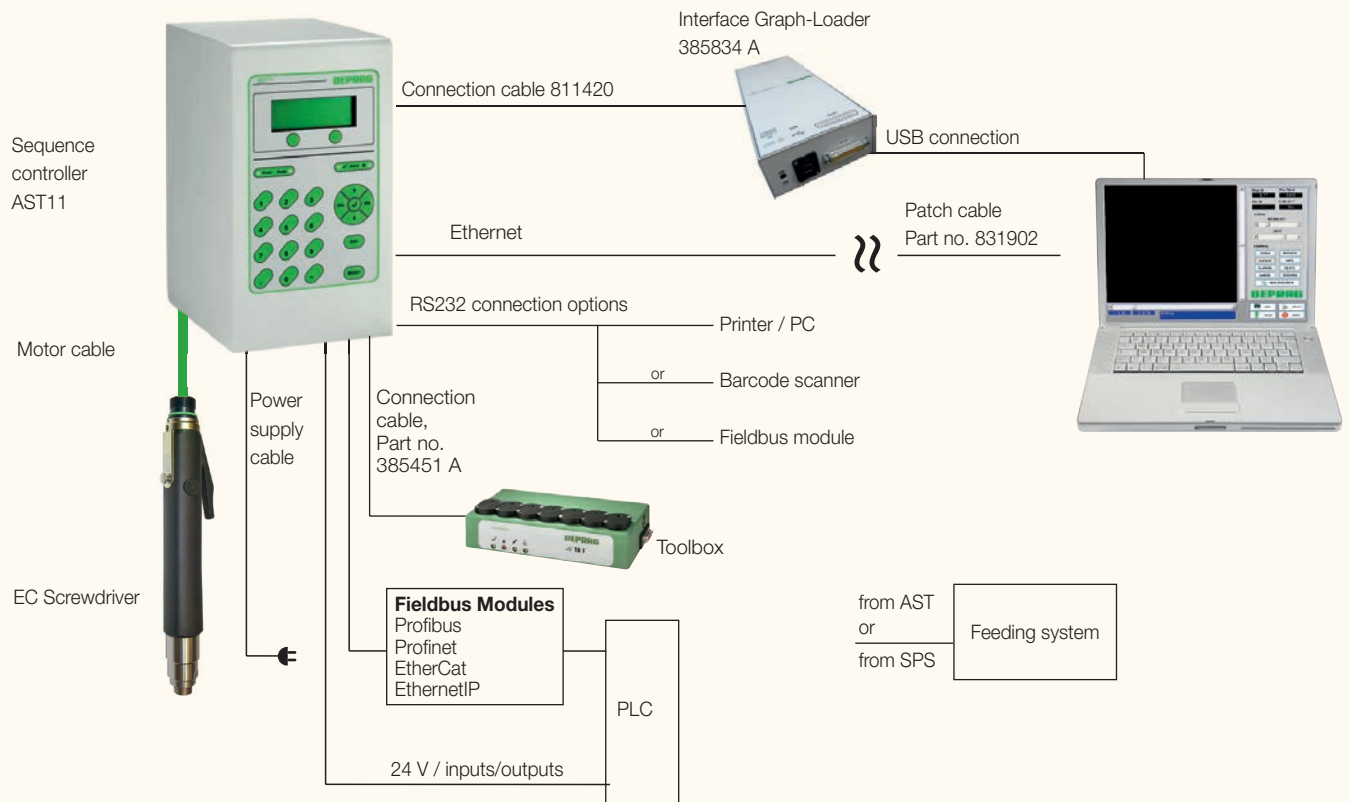 Interface Graph-Loader
385834 A
DEPRAG
Connection cable 811420
Sequence
controller
AST11
USB connection
Patch cable
Part no. 831902
Ethernet
RS232 connection options
Printer / PC
or
Barcode scanner
or
Fieldbus module
DEPRAG
Motor cable
Power
supply
cable
Connection
cable,
Part no.
385451 A
DEPRAG
Toolbox
EC Screwdriver
Fieldbus Modules
Profibus
Profinet
EtherCat
EthernetIP
PLC
from AST
or
from SPS
Feeding system
24 V / inputs/outputs